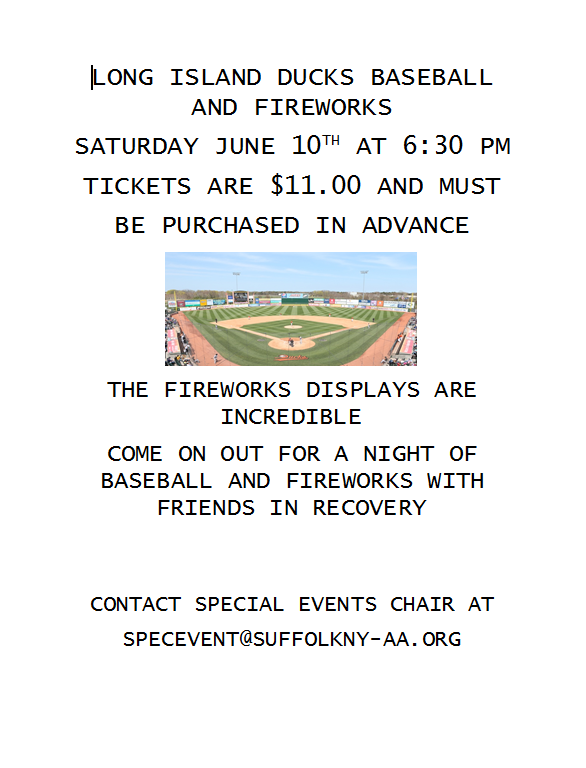 LONG ISLAND DUCKS BASEBALL
AND FIREWORKS
SATURDAY JUNE 10TH AT 6:30 PM
TICKETS ARE $11.00 AND MUST
BE PURCHASED IN ADVANCE
THE FIREWORKS DISPLAYS ARE
INCREDIBLE
COME ON OUT FOR A NIGHT OF
BASEBALL AND FIREWORKS WITH
FRIENDS IN RECOVERY
CONTACT SPECIAL EVENTS CHAIR AT
SPECEVENT@SUFFOLKNY-AA.ORG